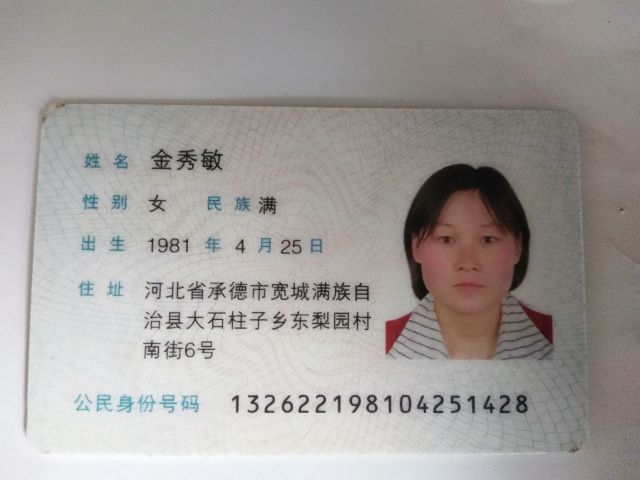 姓名 金秀敏
性别 女 民族 满
出生 1981 年 4 月 25 日
住址 河北省承德市宽城满族自
治县大石柱子乡东梨园村
南街6号
公民身份号码 132622198104251428